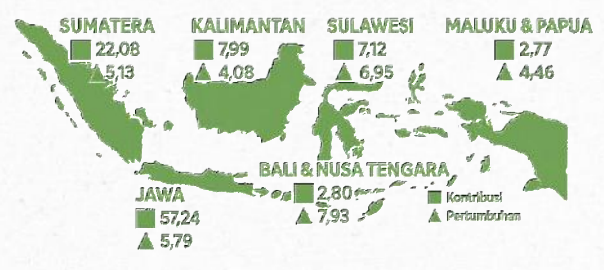 SUMATERA
22,08
5,13
KALIMANTAN
7,99
4,08
SULAWESI
7,12
6,95
MALUKU & PAPUA
2,77
4,46
BALI & NUSA TENGARA
2,80
7,93
JAWA
57,24
5,79
Kontribusi
Pertumbuhan